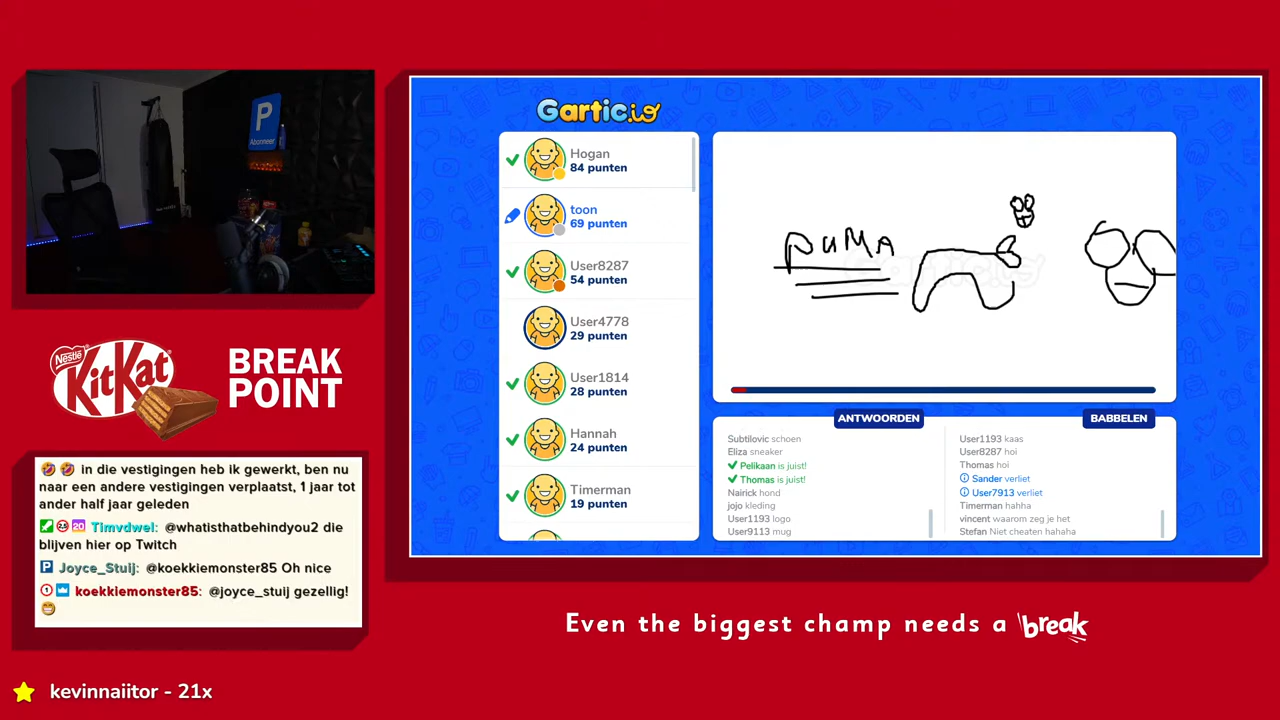 P
Abonneer
Nestle
KitKat
BREAK
POINT
in die vestigingen heb ik gewerkt, ben nu
naar een andere vestigingen verplaatst, 1 jaar tot
ander half jaar geleden
Timvdwel: @whatisthatbehindyou2 die
blijven hier op Twitch
Joyce_Stuij: @koekkiemonster85 Oh nice
koekkiemonster85: @joyce_stuij gezellig!
kevinnaiitor - 21x
Gartic.io
Hogan
84 punten
toon
69 punten
User8287
54 punten
User4778
29 punten
User1814
28 punten
Hannah
24 punten
Timerman
19 punten
PUMA
Gartic.io
ANTWOORDEN
Subtilovic schoen
Eliza sneaker
Pelikaan is juist!
Thomas is juist!
Nairick hond
jojo kleding
User1193 logo
User9113 mug
BABBELEN
User1193 kaas
User8287 hoi
Thomas hoi
Sander verliet
User7913 verliet
Timerman hahha
vincent waarom zeg je het
Stefan Niet cheaten hahaha
Even the biggest champ needs a break